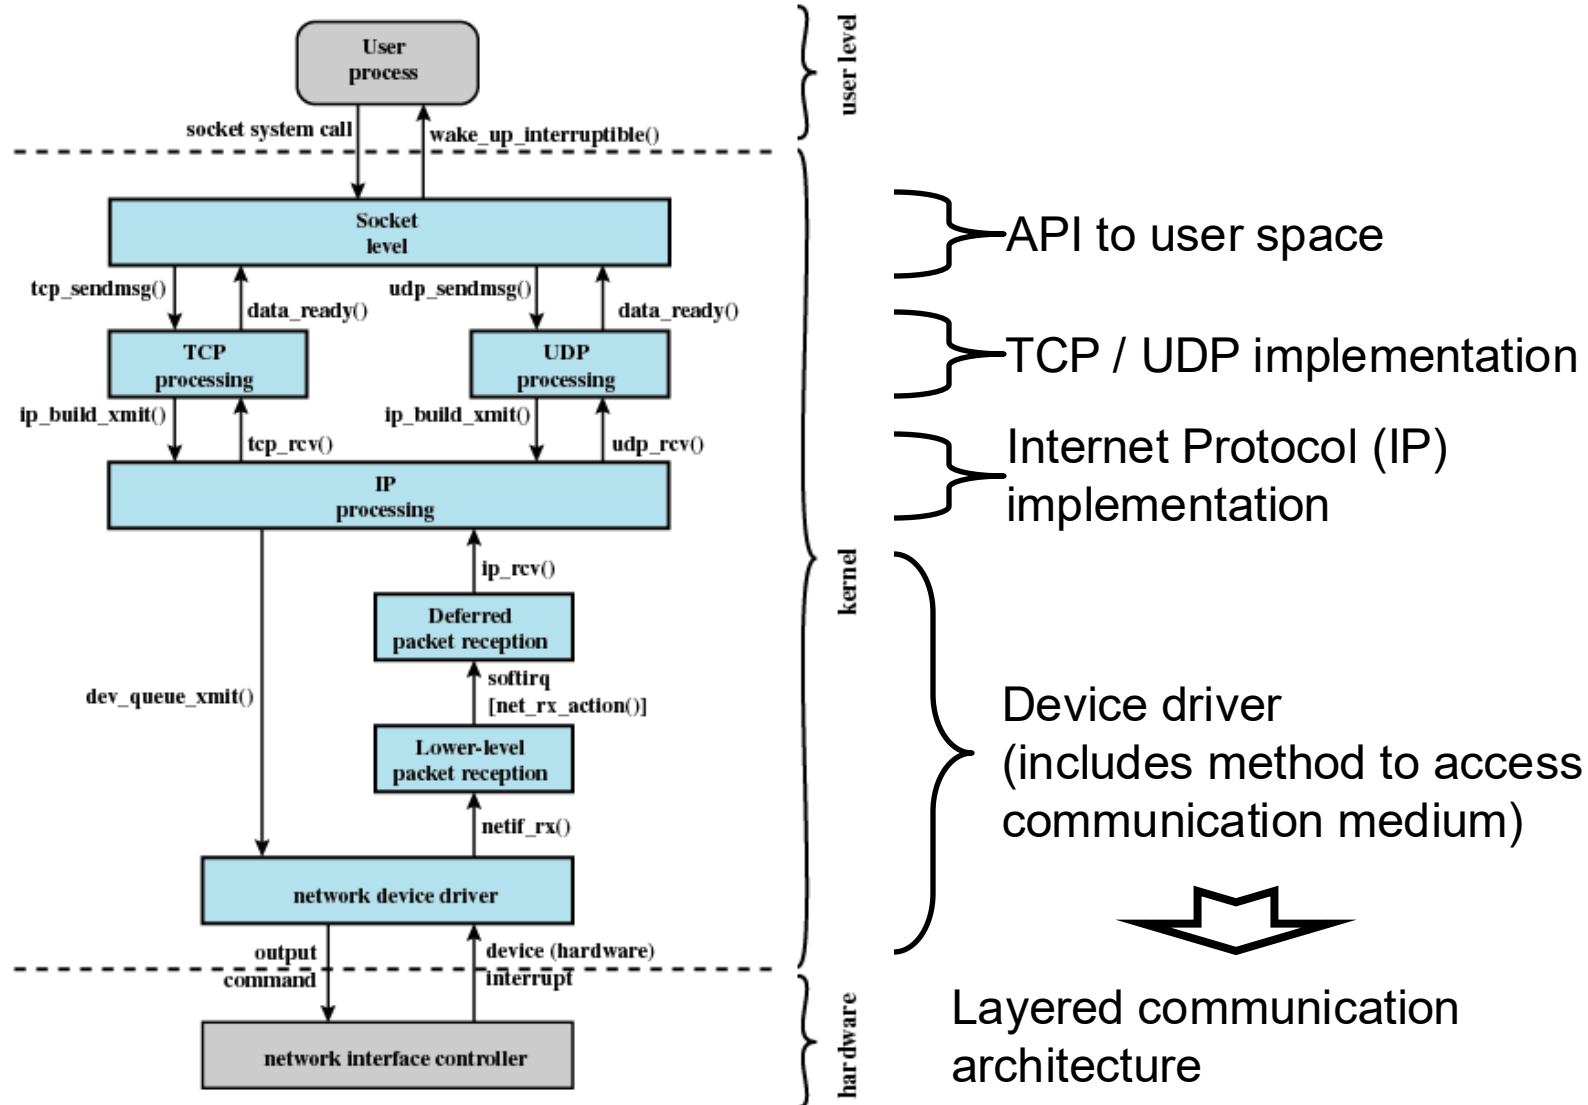 User
process
user level
socket system call
wake_up_interruptible()
Socket
level
API to user space
tcp_sendmsg()
data_ready()
udp_sendmsg()
data_ready()
TCP
processing
UDP
processing
TCP / UDP implementation
ip_build_xmit()
tcp_rcv()
ip_build_xmit()
udp_rcv()
IP
processing
Internet Protocol (IP)
implementation
kernel
ip_rcv()
Deferred
packet reception
softirq
[net_rx_action()]
dev_queue_xmit()
Lower-level
packet reception
netif_rx()
Device driver
(includes method to access
communication medium)
network device driver
output
command
device (hardware)
interrupt
network interface controller
hardware
Layered communication
architecture